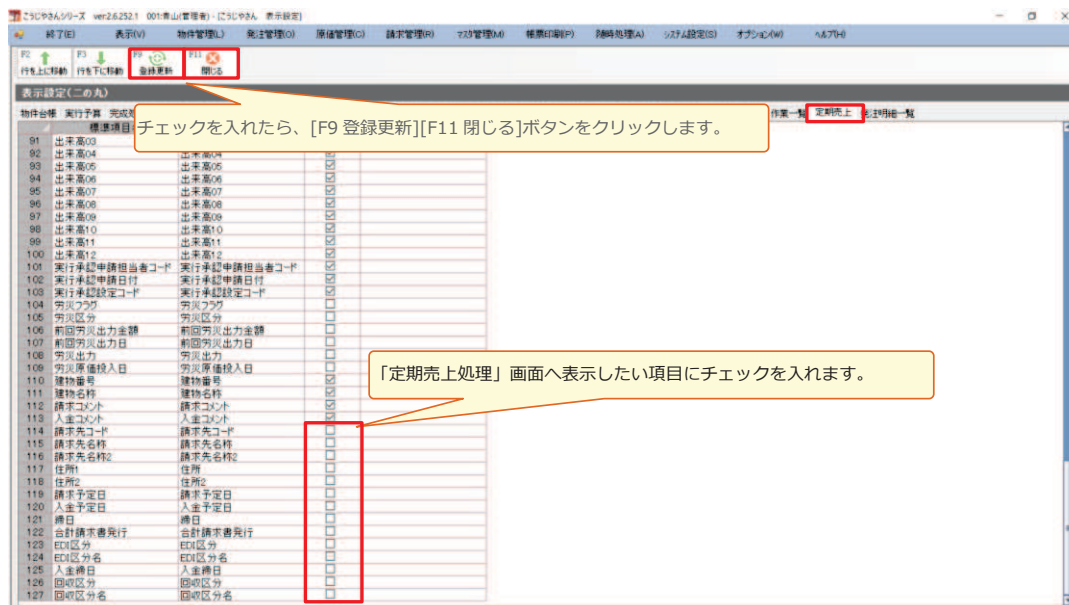 こうじやさんシリーズ ver2.6.252.1 001:青山(管理者) - [こうじやさん 表示設定]
終了(E) 表示(V) 物件管理(L) 発注管理(O) 原価管理(C) 請求管理(R) マスタ管理(M) 帳票印刷(P) 随時処理(A) システム設定(S) オプション(W) ヘルプ(H)
F2 F3 F9 F11
行を上に移動 行を下に移動 登録更新 閉じる
表示設定(二の丸)
物件台帳 実行予算 作業一覧 定期売上 発注明細一覧
チェックを入れたら、[F9 登録更新][F11 閉じる]ボタンをクリックします。
標準項目
91 出来高03
92 出来高04 出来高04
93 出来高05 出来高05
94 出来高06 出来高06
95 出来高07 出来高07
96 出来高08 出来高08
97 出来高09 出来高09
98 出来高10 出来高10
99 出来高11 出来高11
100 出来高12 出来高12
101 実行承認申請担当者コード 実行承認申請担当者コード
102 実行承認申請日付 実行承認申請日付
103 実行承認設定コード 実行承認設定コード
104 労災フラグ 労災フラグ
105 労災区分 労災区分
106 前回労災出力金額 前回労災出力金額
107 前回労災出力日 前回労災出力日
108 労災出力 労災出力
109 労災原価投入日 労災原価投入日
「定期売上処理」画面へ表示したい項目にチェックを入れます。
110 建物番号 建物番号
111 建物名称 建物名称
112 請求コメント 請求コメント
113 入金コメント 入金コメント
114 請求先コード 請求先コード
115 請求先名称 請求先名称
116 請求先名称2 請求先名称2
117 住所1 住所
118 住所2 住所2
119 請求予定日 請求予定日
120 入金予定日 入金予定日
121 締日 締日
122 合計請求書発行 合計請求書発行
123 EDI区分 EDI区分
124 EDI区分名 EDI区分名
125 入金締日 入金締日
126 回収区分 回収区分
127 回収区分名 回収区分名